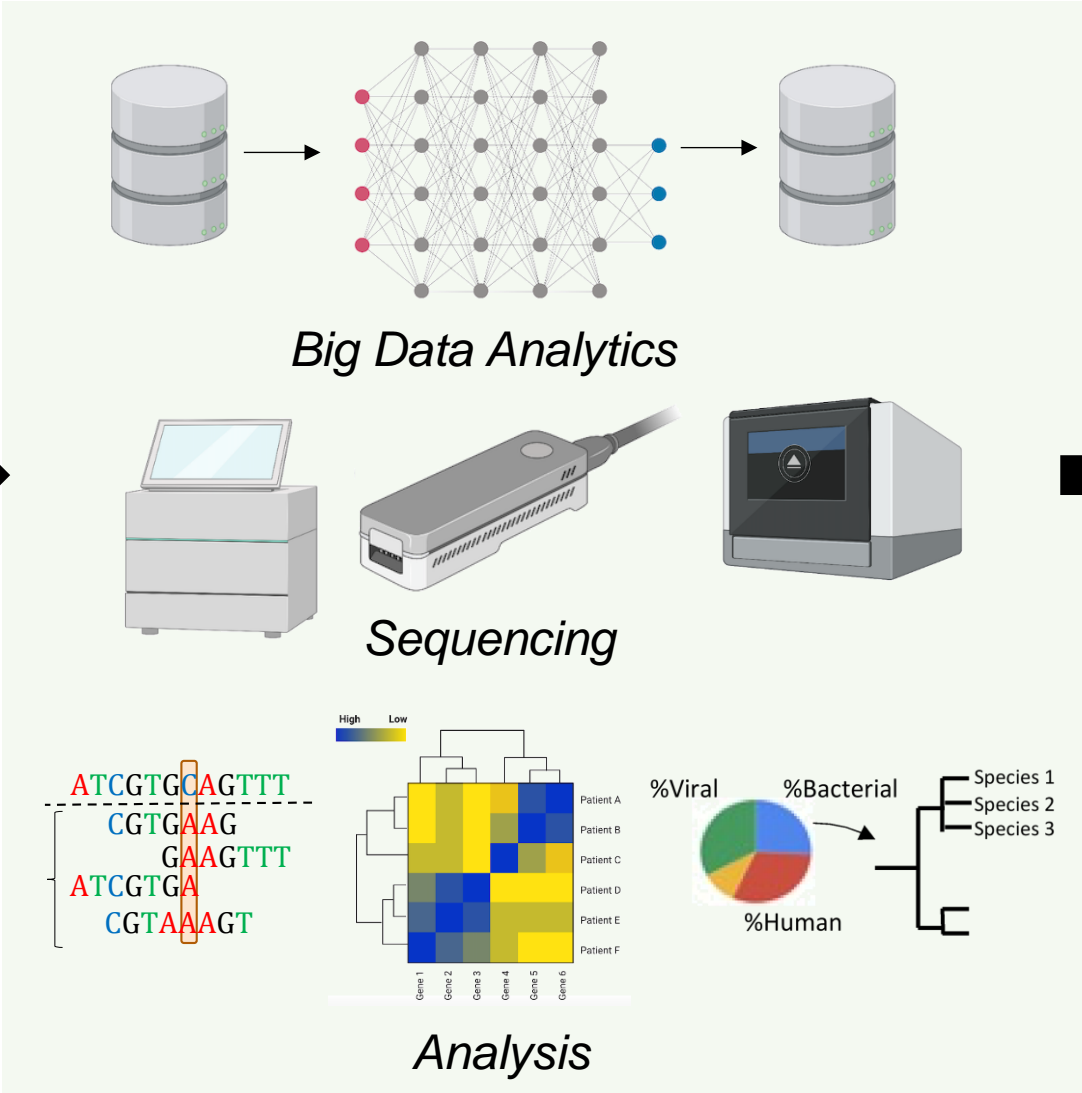 Big Data Analytics
Sequencing
ATCGTGCAGTTT
CGTGAAG
GAAGTTT
ATCGTGA
CGTAAAGT
High Low
Patient A
Patient B
Patient C
Patient D
Patient E
Patient F
Gene 1
Gene 2
Gene 3
Gene 4
Gene 5
Gene 6
%Viral
%Bacterial
%Human
Species 1
Species 2
Species 3
Analysis